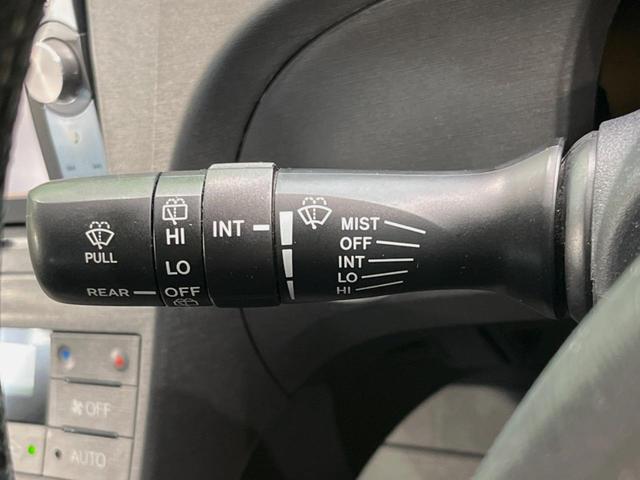 PULL
REAR
HI
LO
OFF
INT
MIST
OFF
INT
LO
HI
OFF
AUTO